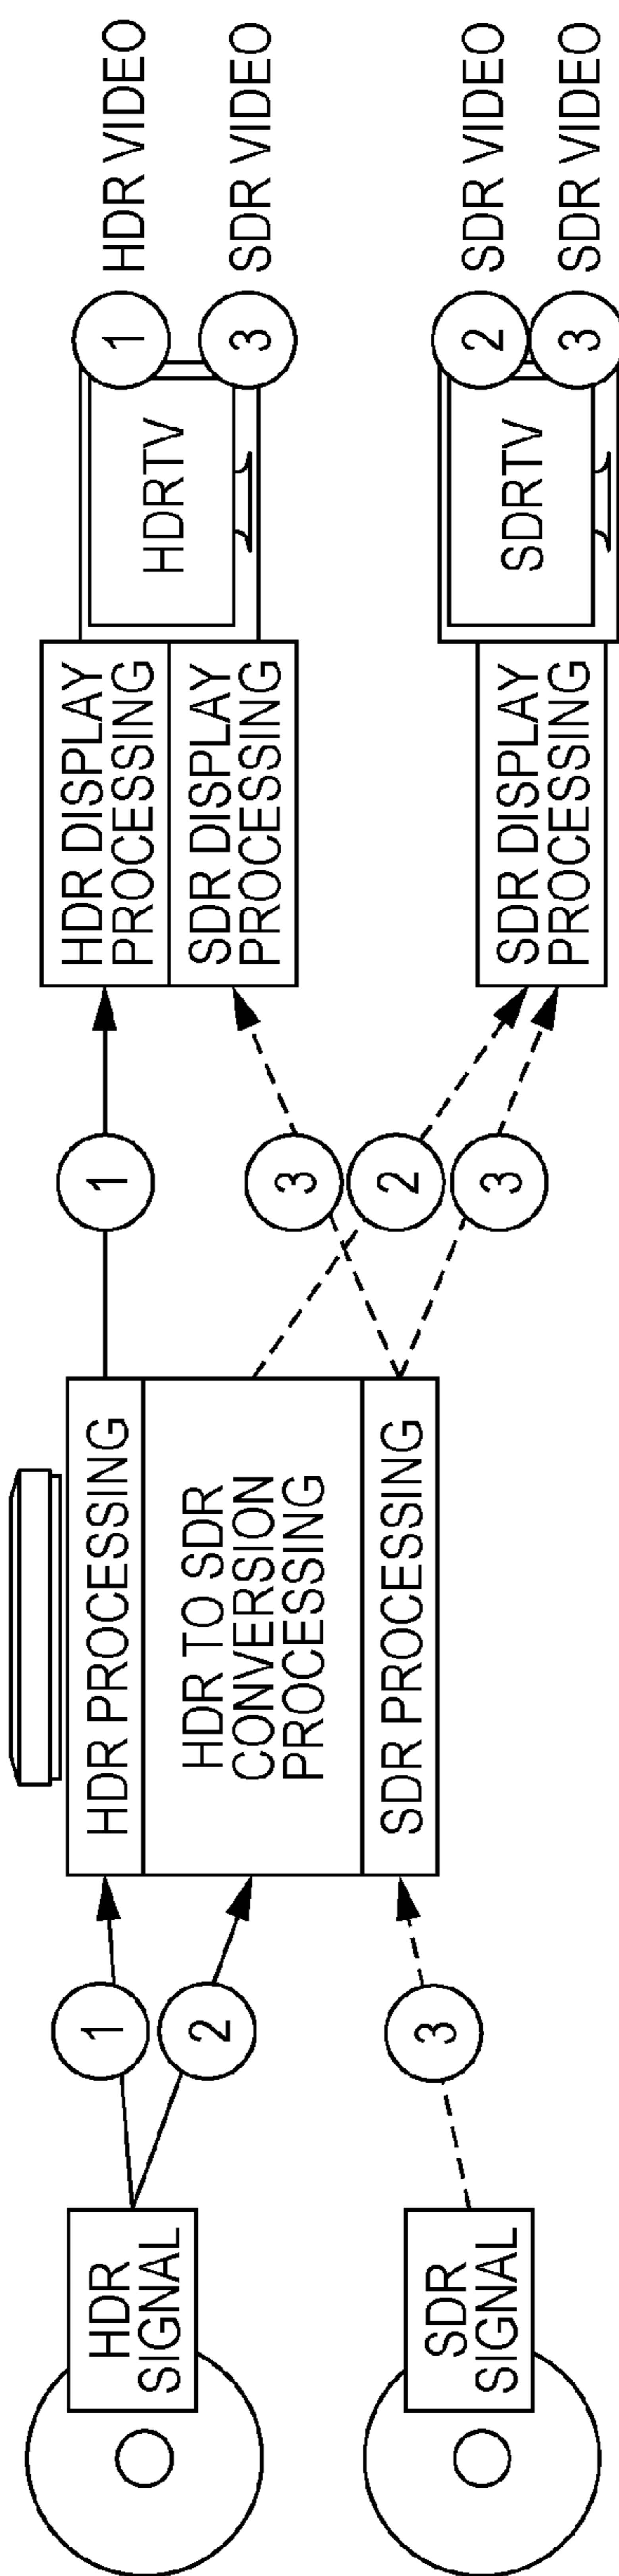 HDR
SIGNAL
SDR
SIGNAL
1
2
3
HDR PROCESSING
HDR TO SDR
CONVERSION
PROCESSING
SDR PROCESSING
1
3
2
3
HDR DISPLAY
PROCESSING
SDR DISPLAY
PROCESSING
SDR DISPLAY
PROCESSING
HDRTV
SDRTV
1
HDR VIDEO
3
SDR VIDEO
2
SDR VIDEO
3
SDR VIDEO